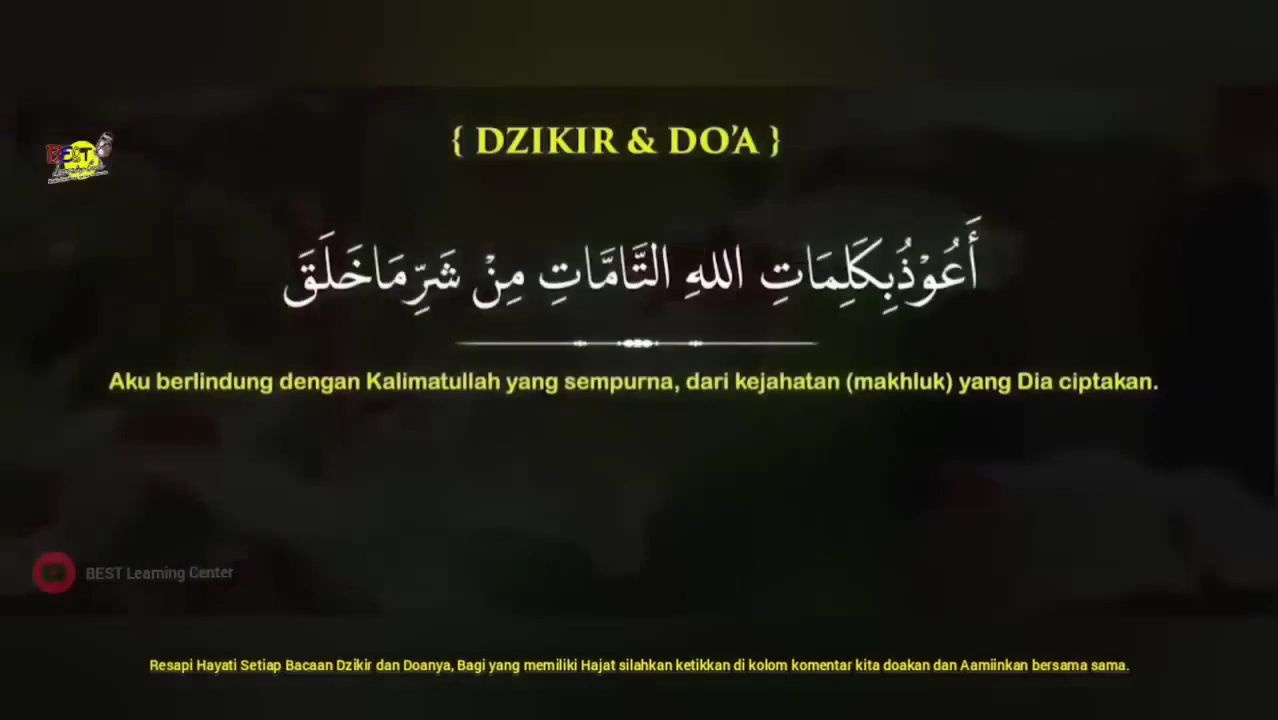 { DZIKIR & DO'A }
BEST
أَعُوْذُبِكَلِمَاتِ اللهِ التَّامَّاتِ مِنْ شَرِّمَاخَلَقَ
Aku berlindung dengan Kalimatullah yang sempurna, dari kejahatan (makhluk) yang Dia ciptakan.
BEST Learning Center
Resapi Hayati Setiap Bacaan Dzikir dan Doanya, Bagi yang memiliki Hajat silahkan ketikkan di kolom komentar kita doakan dan Aamiinkan bersama sama.